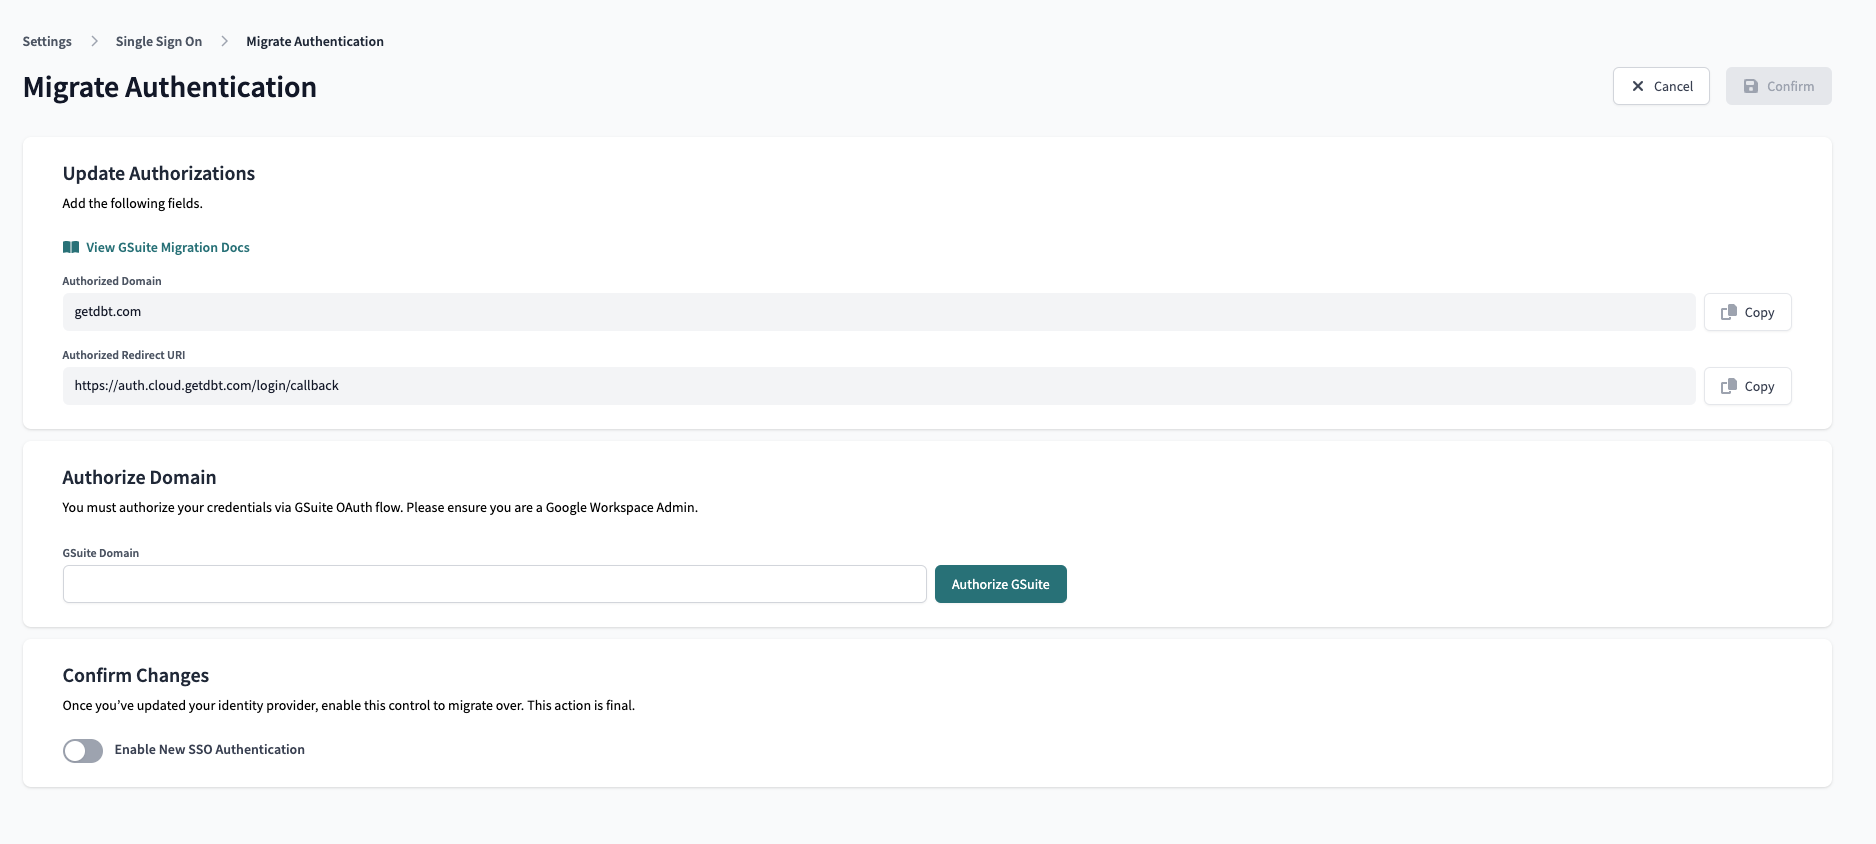 Settings > Single Sign On > Migrate Authentication
Migrate Authentication
Cancel
Confirm
Update Authorizations
Add the following fields.
View GSuite Migration Docs
Authorized Domain
getdbt.com
Copy
Authorized Redirect URI
https://auth.cloud.getdbt.com/login/callback
Copy
Authorize Domain
You must authorize your credentials via GSuite OAuth flow. Please ensure you are a Google Workspace Admin.
GSuite Domain
Authorize GSuite
Confirm Changes
Once you’ve updated your identity provider, enable this control to migrate over. This action is final.
Enable New SSO Authentication